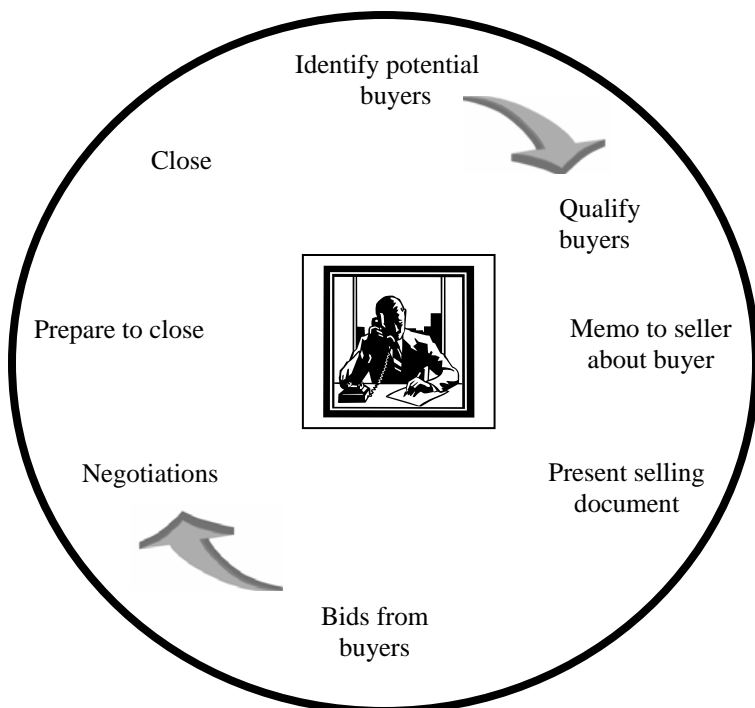 Identify potential
buyers
Qualify
buyers
Memo to seller
about buyer
Present selling
document
Bids from
buyers
Negotiations
Prepare to close
Close